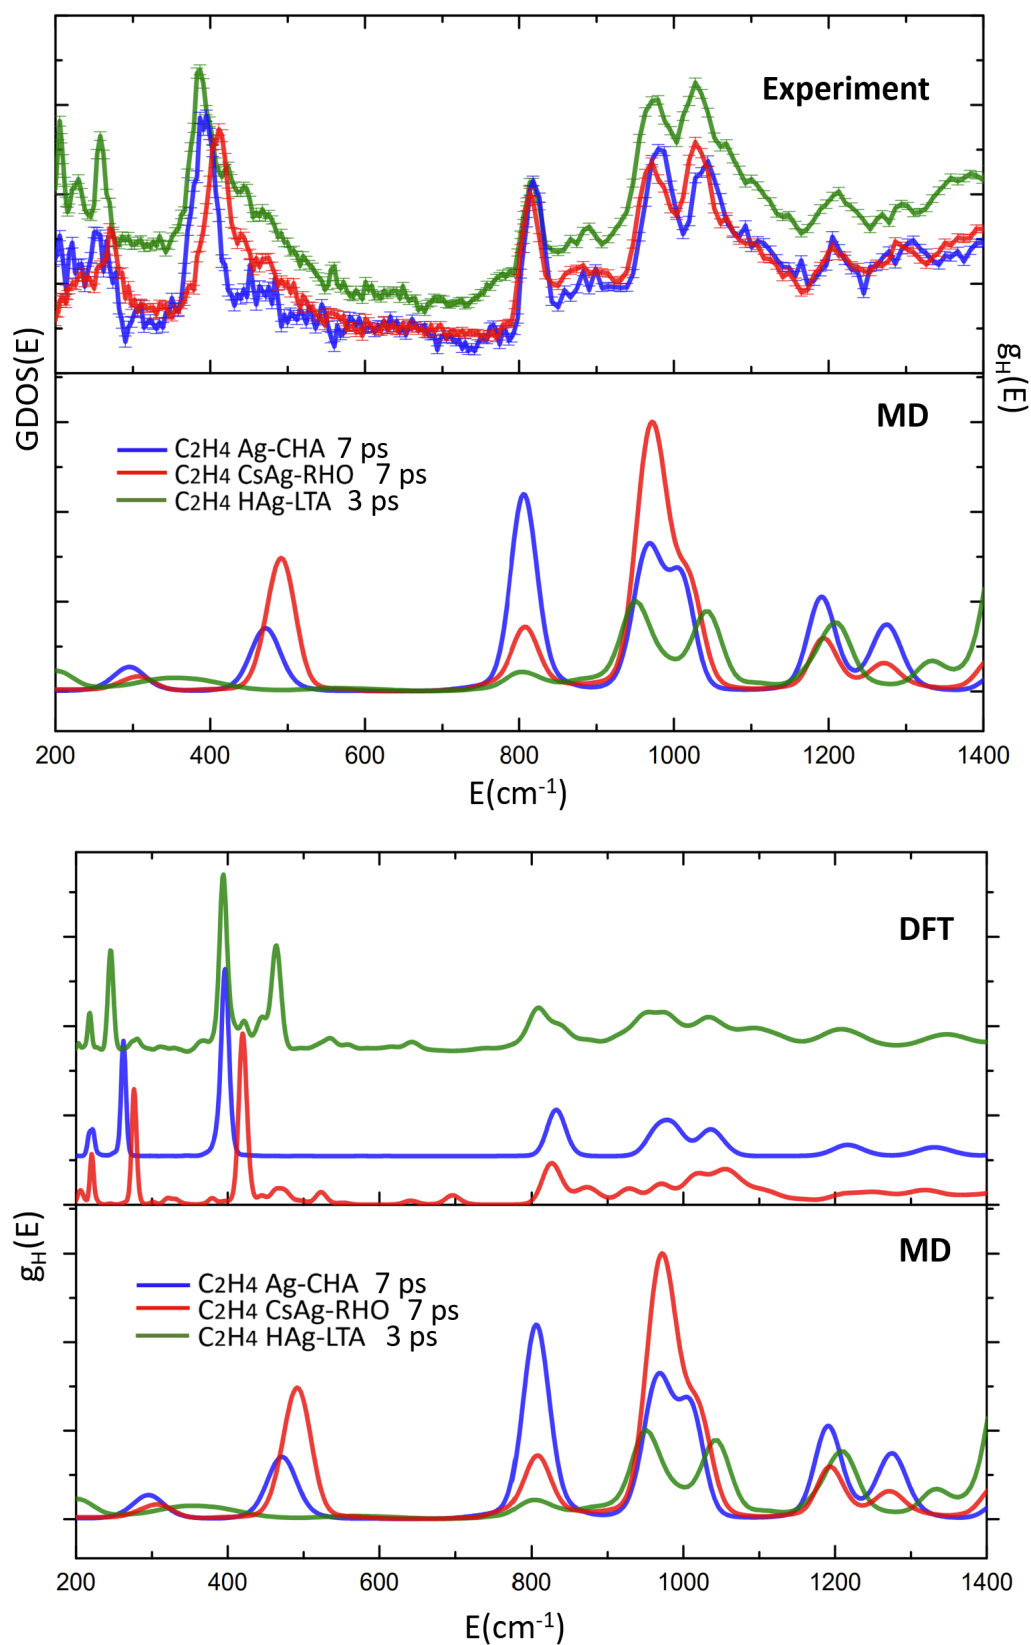 Experiment
GDOS(E)
gH(E)
MD
C2H4 Ag-CHA 7 ps
C2H4 CsAg-RHO 7 ps
C2H4 HAg-LTA 3 ps
200 400 600 800 1000 1200 1400
E(cm-1)
DFT
gH(E)
MD
C2H4 Ag-CHA 7 ps
C2H4 CsAg-RHO 7 ps
C2H4 HAg-LTA 3 ps
200 400 600 800 1000 1200 1400
E(cm-1)